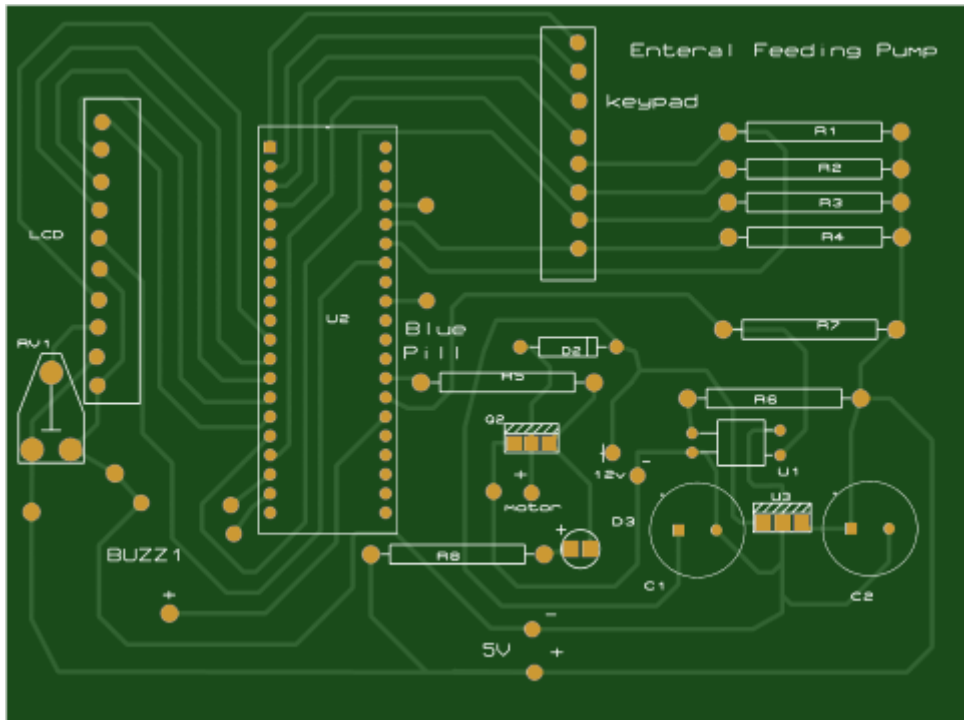 Enteral Feeding Pump
keypad
R1
R2
R3
R4
LCD
U2
Blue
Pill
R7
RV1
D2
R5
R6
Q2
U1
12v
+
-
+
Motor
U3
D3
+
BUZZ1
R8
C1
C2
+
-
5V
+